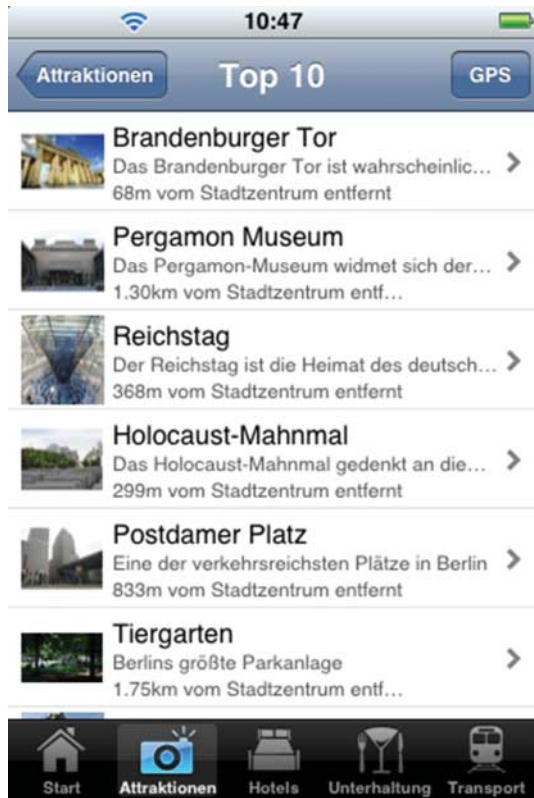 10:47
Attraktionen
Top 10
GPS
Brandenburger Tor
Das Brandenburger Tor ist wahrscheinlic...
68m vom Stadtzentrum entfernt
Pergamon Museum
Das Pergamon-Museum widmet sich der...
1.30km vom Stadtzentrum entf...
Reichstag
Der Reichstag ist die Heimat des deutsch...
368m vom Stadtzentrum entfernt
Holocaust-Mahnmal
Das Holocaust-Mahnmal gedenkt an die...
299m vom Stadtzentrum entfernt
Postdamer Platz
Eine der verkehrsreichsten Plätze in Berlin
833m vom Stadtzentrum entfernt
Tiergarten
Berlins größte Parkanlage
1.75km vom Stadtzentrum entf...
Start
Attraktionen
Hotels
Unterhaltung
Transport